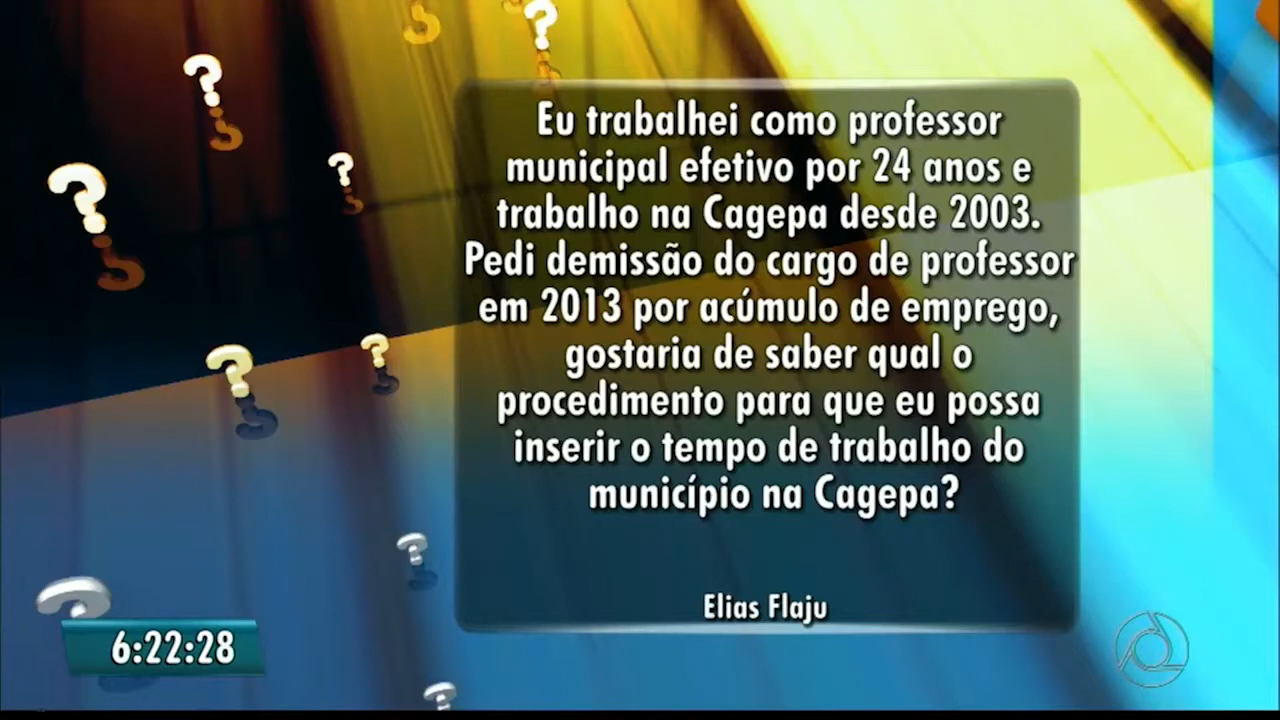 Eu trabalhei como professor
municipal efetivo por 24 anos e
trabalho na Cagepa desde 2003.
Pedi demissão do cargo de professor
em 2013 por acúmulo de emprego,
gostaria de saber qual o
procedimento para que eu possa
inserir o tempo de trabalho do
município na Cagepa?
Elias Flaju
6:22:28